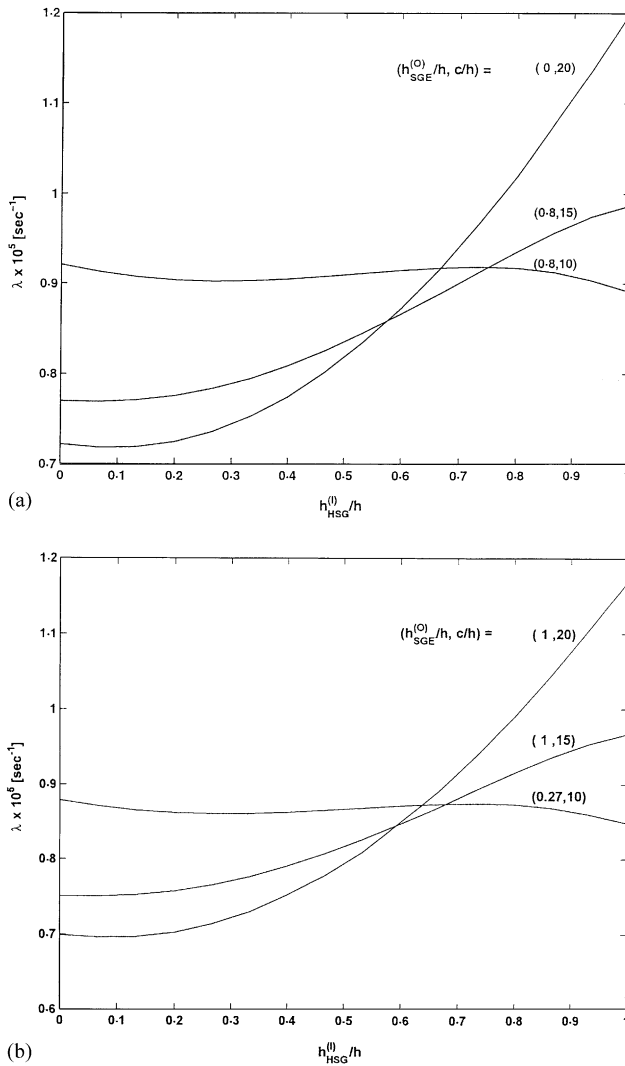 1·2
1·1
1
0·9
0·8
0·7
λ x 10⁵ [sec⁻¹]
(h_SGE^(O)/h, c/h) = ( 0 ,20)
(0·8,15)
(0·8,10)
0 0·1 0·2 0·3 0·4 0·5 0·6 0·7 0·8 0·9
h_HSG^(I)/h
(a)
1·2
1·1
1
0·9
0·8
0·7
0·6
λ x 10⁵ [sec⁻¹]
(h_SGE^(O)/h, c/h) = ( 1 ,20)
( 1 ,15)
(0.27,10)
0 0·1 0·2 0·3 0·4 0·5 0·6 0·7 0·8 0·9
h_HSG^(I)/h
(b)